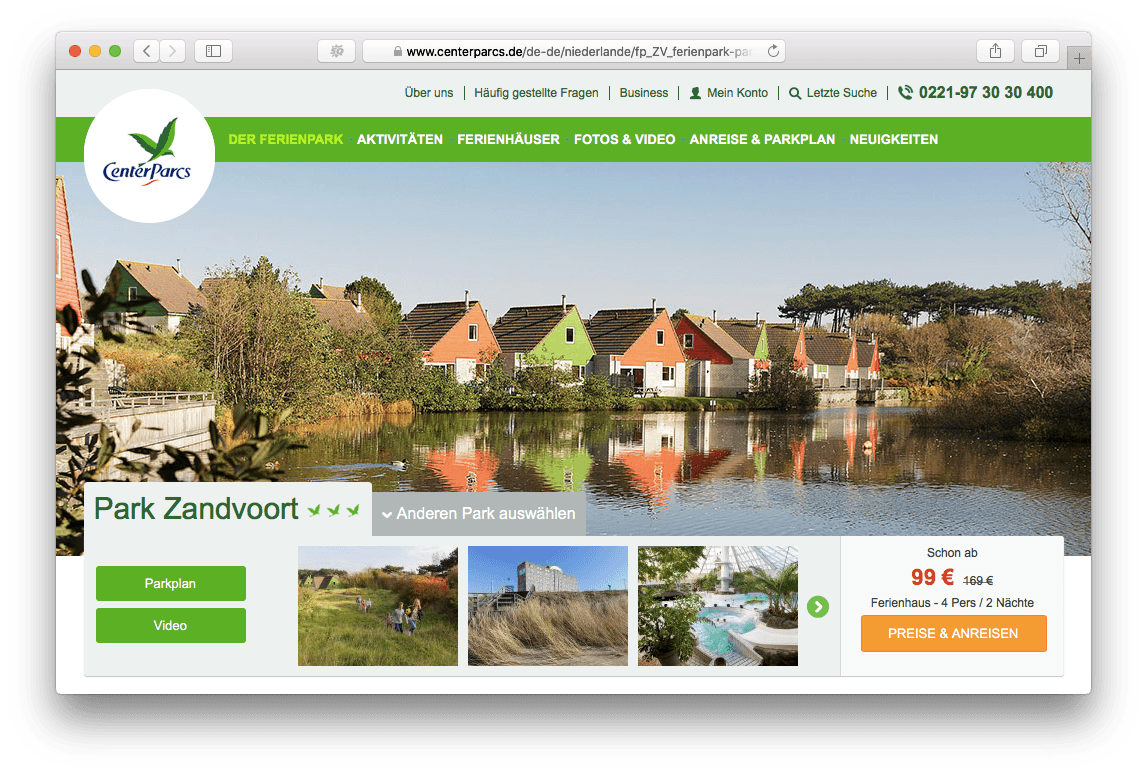 www.centerparcs.de/de-de/niederlande/fp_ZV_ferienpark-pa
Über uns | Häufig gestellte Fragen | Business | Mein Konto | Letzte Suche | 0221-97 30 30 400
CenterParcs
DER FERIENPARK AKTIVITÄTEN FERIENHÄUSER FOTOS & VIDEO ANREISE & PARKPLAN NEUIGKEITEN
Park Zandvoort
Anderen Park auswählen
Parkplan
Video
Schon ab
99 € 169 €
Ferienhaus - 4 Pers / 2 Nächte
PREISE & ANREISEN